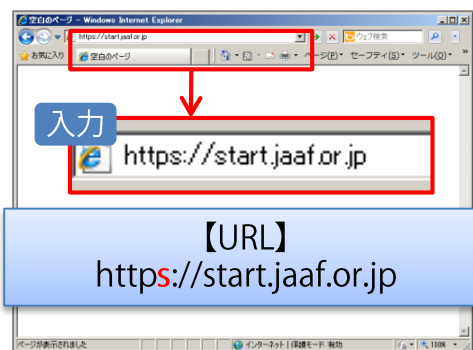 空白のページ - Windows Internet Explorer
https://start.jaaf.or.jp
ウェブ検索
お気に入り
空白のページ
ページ(P)
セーフティ(S)
ツール(O)
入力
https://start.jaaf.or.jp
【URL】
https://start.jaaf.or.jp
ページが表示されました
インターネット | 保護モード: 有効
100%